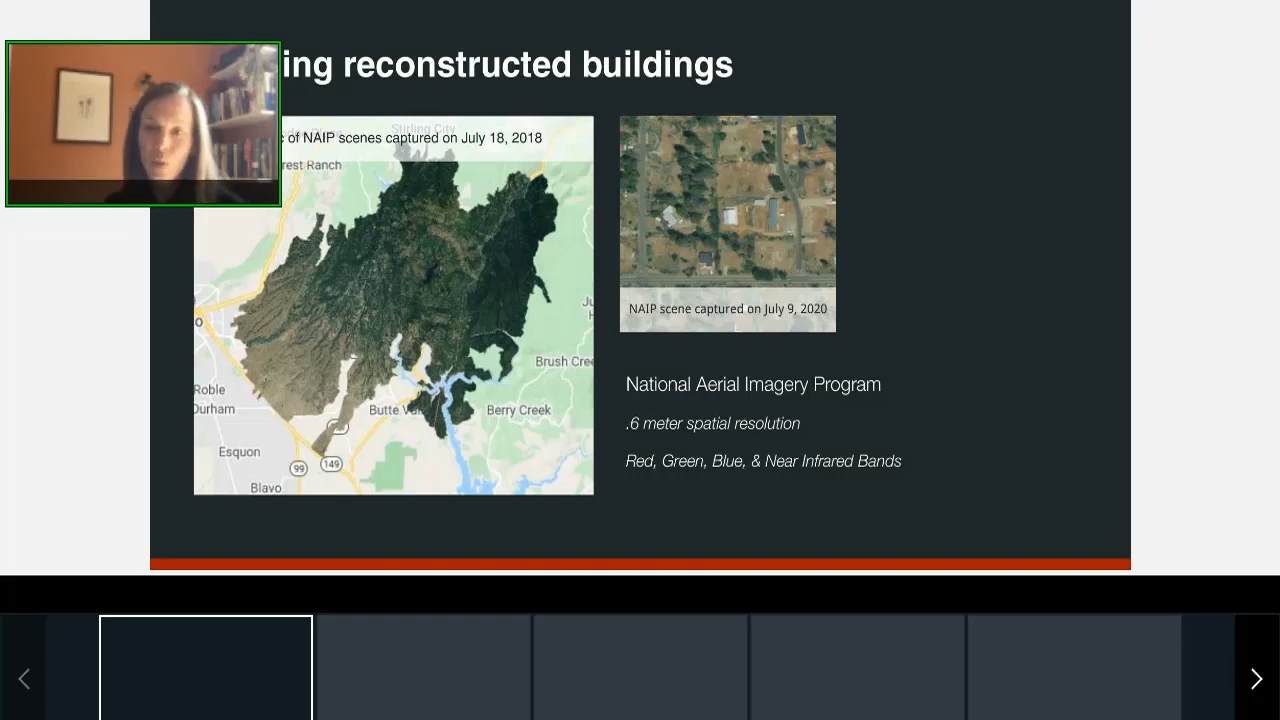 ing reconstructed buildings
of NAIP scenes captured on July 18, 2018
Stirling City
rest Ranch
Brush Cree
Roble
Durham
Butte Va
Berry Creek
Esquon
99
149
Blavo
NAIP scene captured on July 9, 2020
National Aerial Imagery Program
.6 meter spatial resolution
Red, Green, Blue, & Near Infrared Bands